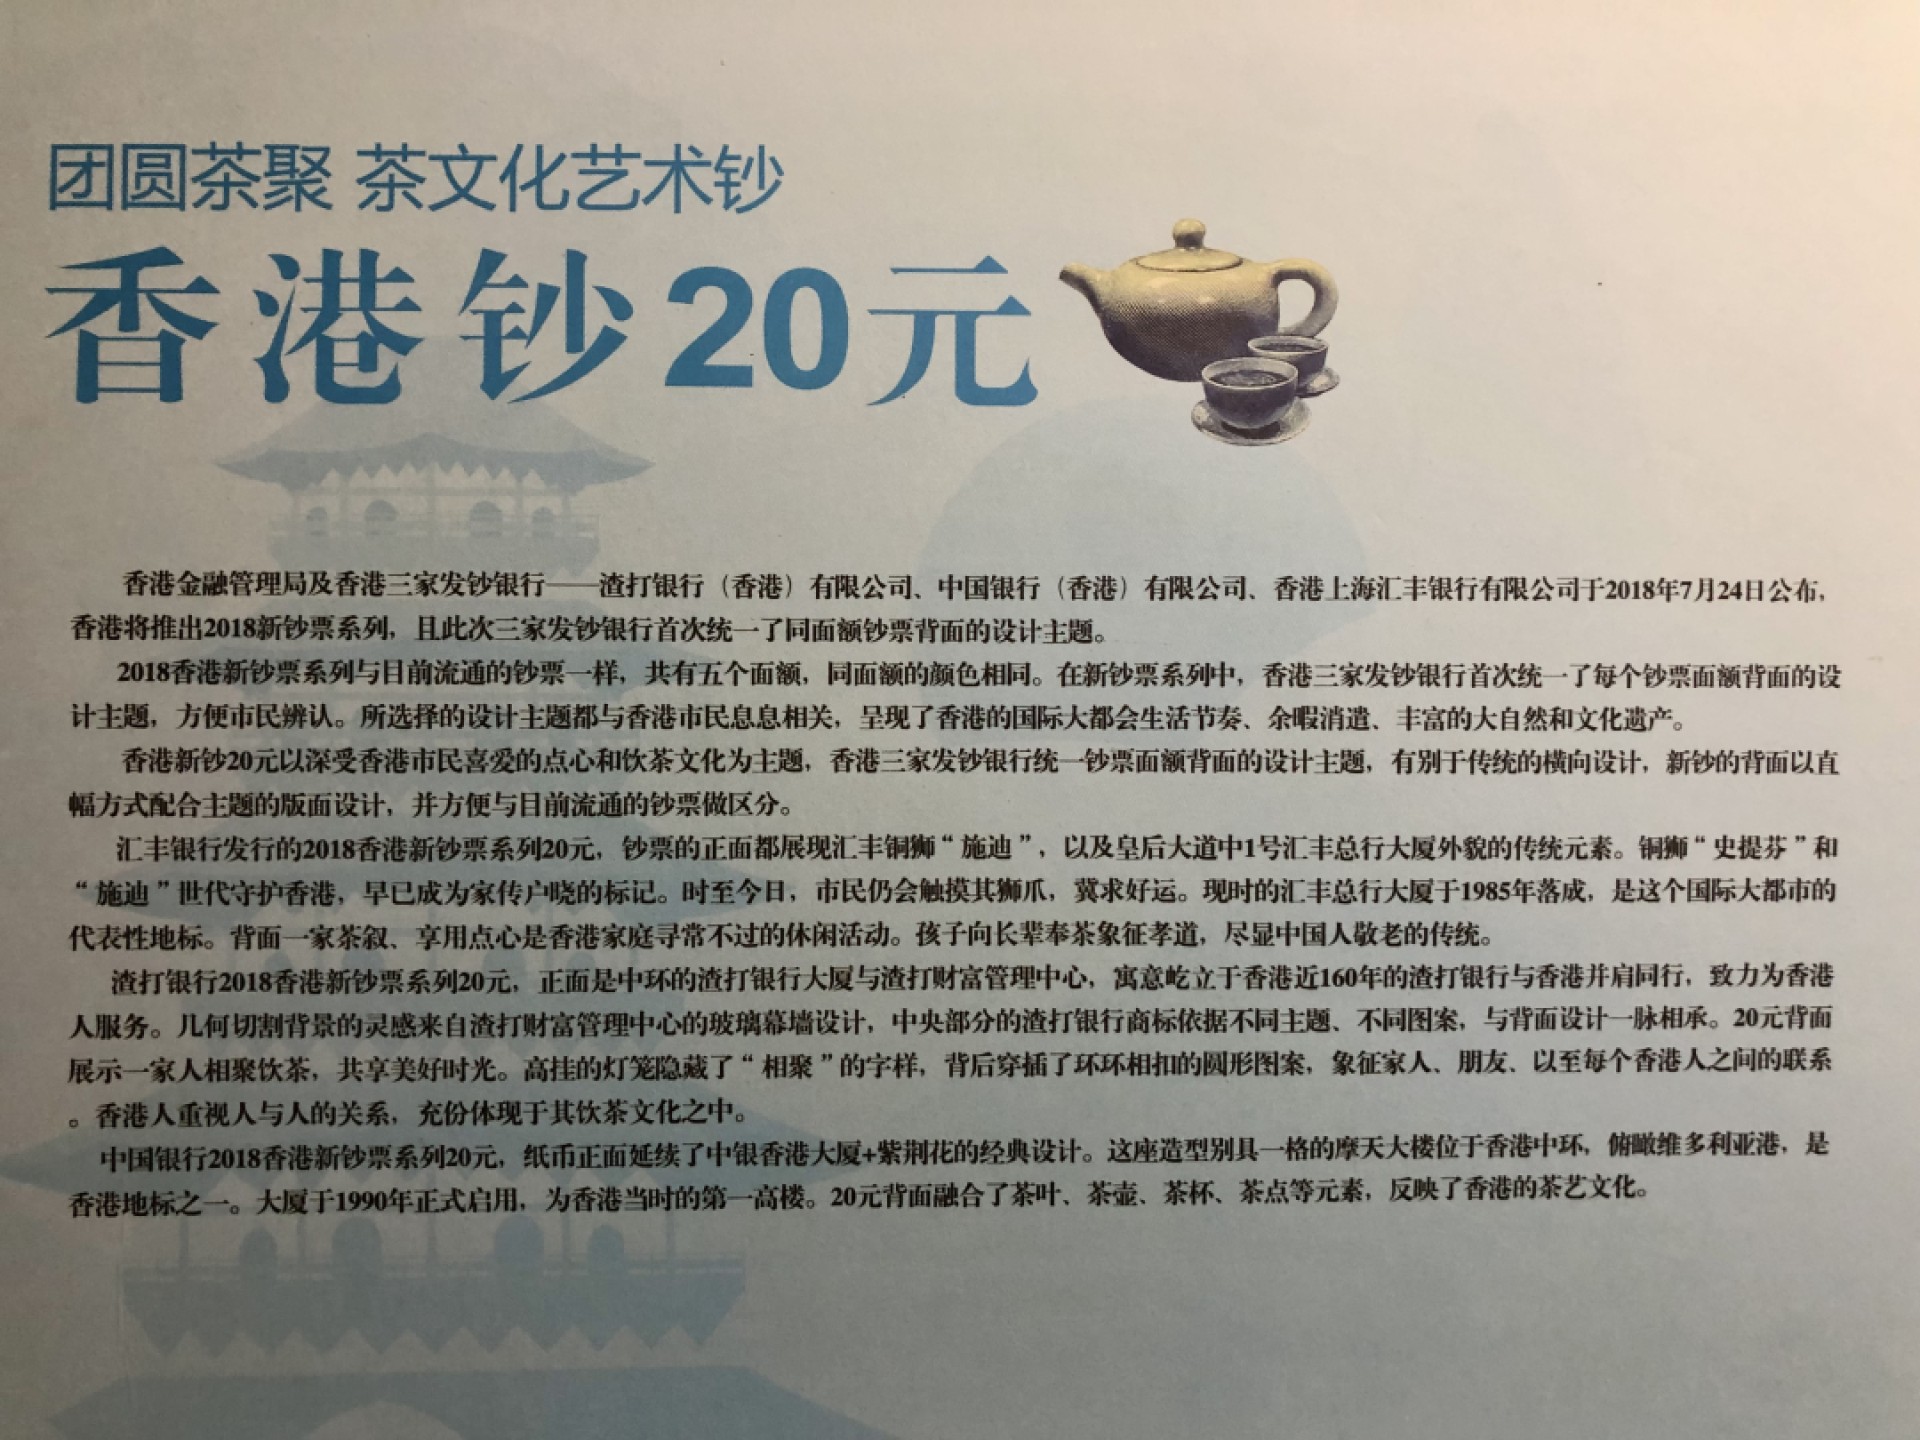 团圆茶聚 茶文化艺术钞
香港钞20元
香港金融管理局及香港三家发钞银行——渣打银行（香港）有限公司、中国银行（香港）有限公司、香港上海汇丰银行有限公司于2018年7月24日公布，
香港将推出2018新钞票系列，且此次三家发钞银行首次统一了同面额钞票背面的设计主题。
2018香港新钞票系列与目前流通的钞票一样，共有五个面额，同面额的颜色相同。在新钞票系列中，香港三家发钞银行首次统一了每个钞票面额背面的设
计主题，方便市民辨认。所选择的设计主题都与香港市民息息相关，呈现了香港的国际大都会生活节奏、余暇消遣、丰富的大自然和文化遗产。
香港新钞20元以深受香港市民喜爱的点心和饮茶文化为主题，香港三家发钞银行统一钞票面额背面的设计主题，有别于传统的横向设计，新钞的背面以直
幅方式配合主题的版面设计，并方便与目前流通的钞票做区分。
汇丰银行发行的2018香港新钞票系列20元，钞票的正面都展现汇丰铜狮“施迪”，以及皇后大道中1号汇丰总行大厦外貌的传统元素。铜狮“史提芬”和
“施迪”世代守护香港，早已成为家传户晓的标记。时至今日，市民仍会触摸其狮爪，冀求好运。现时的汇丰总行大厦于1985年落成，是这个国际大都市的
代表性地标。背面一家茶叙、享用点心是香港家庭寻常不过的休闲活动。孩子向长辈奉茶象征孝道，尽显中国人敬老的传统。
渣打银行2018香港新钞票系列20元，正面是中环的渣打银行大厦与渣打财富管理中心，寓意屹立于香港近160年的渣打银行与香港并肩同行，致力为香港
人服务。几何切割背景的灵感来自渣打财富管理中心的玻璃幕墙设计，中央部分的渣打银行商标依据不同主题、不同图案，与背面设计一脉相承。20元背面
展示一家人相聚饮茶，共享美好时光。高挂的灯笼隐藏了“相聚”的字样，背后穿插了环环相扣的圆形图案，象征家人、朋友、以至每个香港人之间的联系
。香港人重视人与人的关系，充份体现于其饮茶文化之中。
中国银行2018香港新钞票系列20元，纸币正面延续了中银香港大厦+紫荆花的经典设计。这座造型别具一格的摩天大楼位于香港中环，俯瞰维多利亚港，是
香港地标之一。大厦于1990年正式启用，为香港当时的第一高楼。20元背面融合了茶叶、茶壶、茶杯、茶点等元素，反映了香港的茶艺文化。